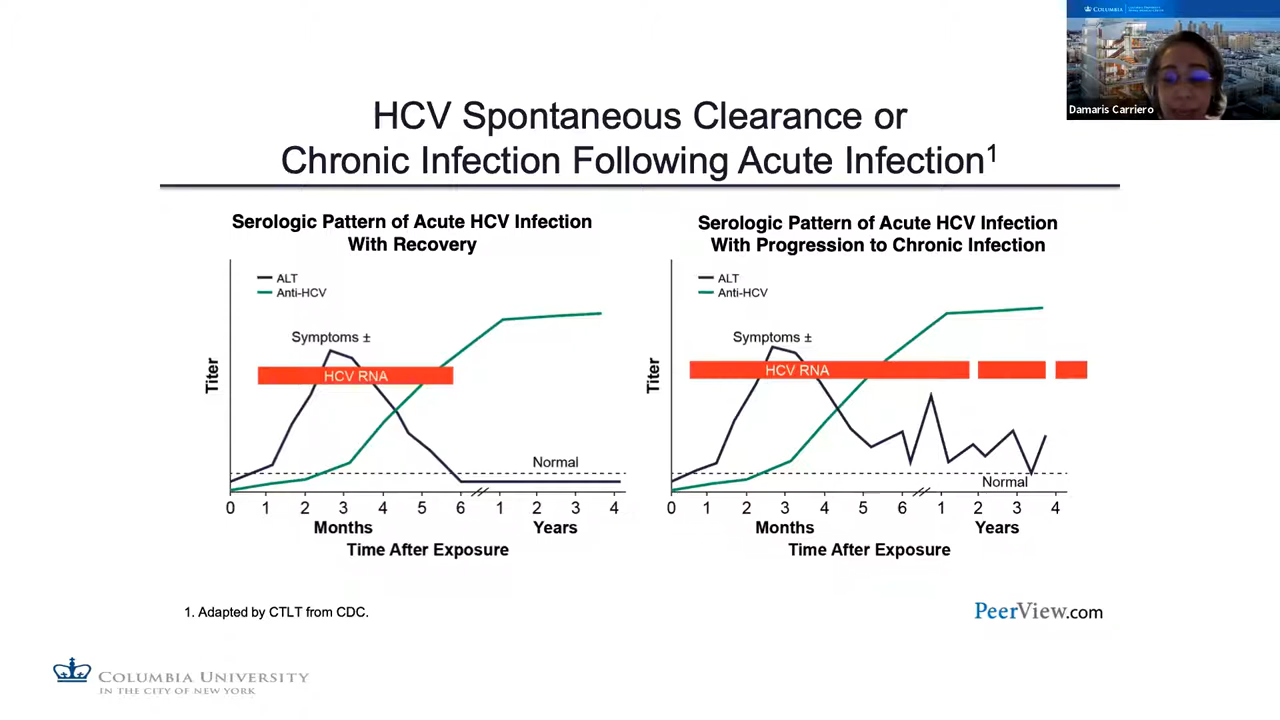 COLUMBIA
Damaris Carriero
HCV Spontaneous Clearance or
Chronic Infection Following Acute Infection1
Serologic Pattern of Acute HCV Infection
With Recovery
ALT
Anti-HCV
Symptoms ±
HCV RNA
Titer
Normal
0 1 2 3 4 5 6 1 2 3 4
Months Years
Time After Exposure
Serologic Pattern of Acute HCV Infection
With Progression to Chronic Infection
ALT
Anti-HCV
Symptoms ±
HCV RNA
Titer
Normal
0 1 2 3 4 5 6 1 2 3 4
Months Years
Time After Exposure
1. Adapted by CTLT from CDC.
PeerView.com
COLUMBIA UNIVERSITY
IN THE CITY OF NEW YORK